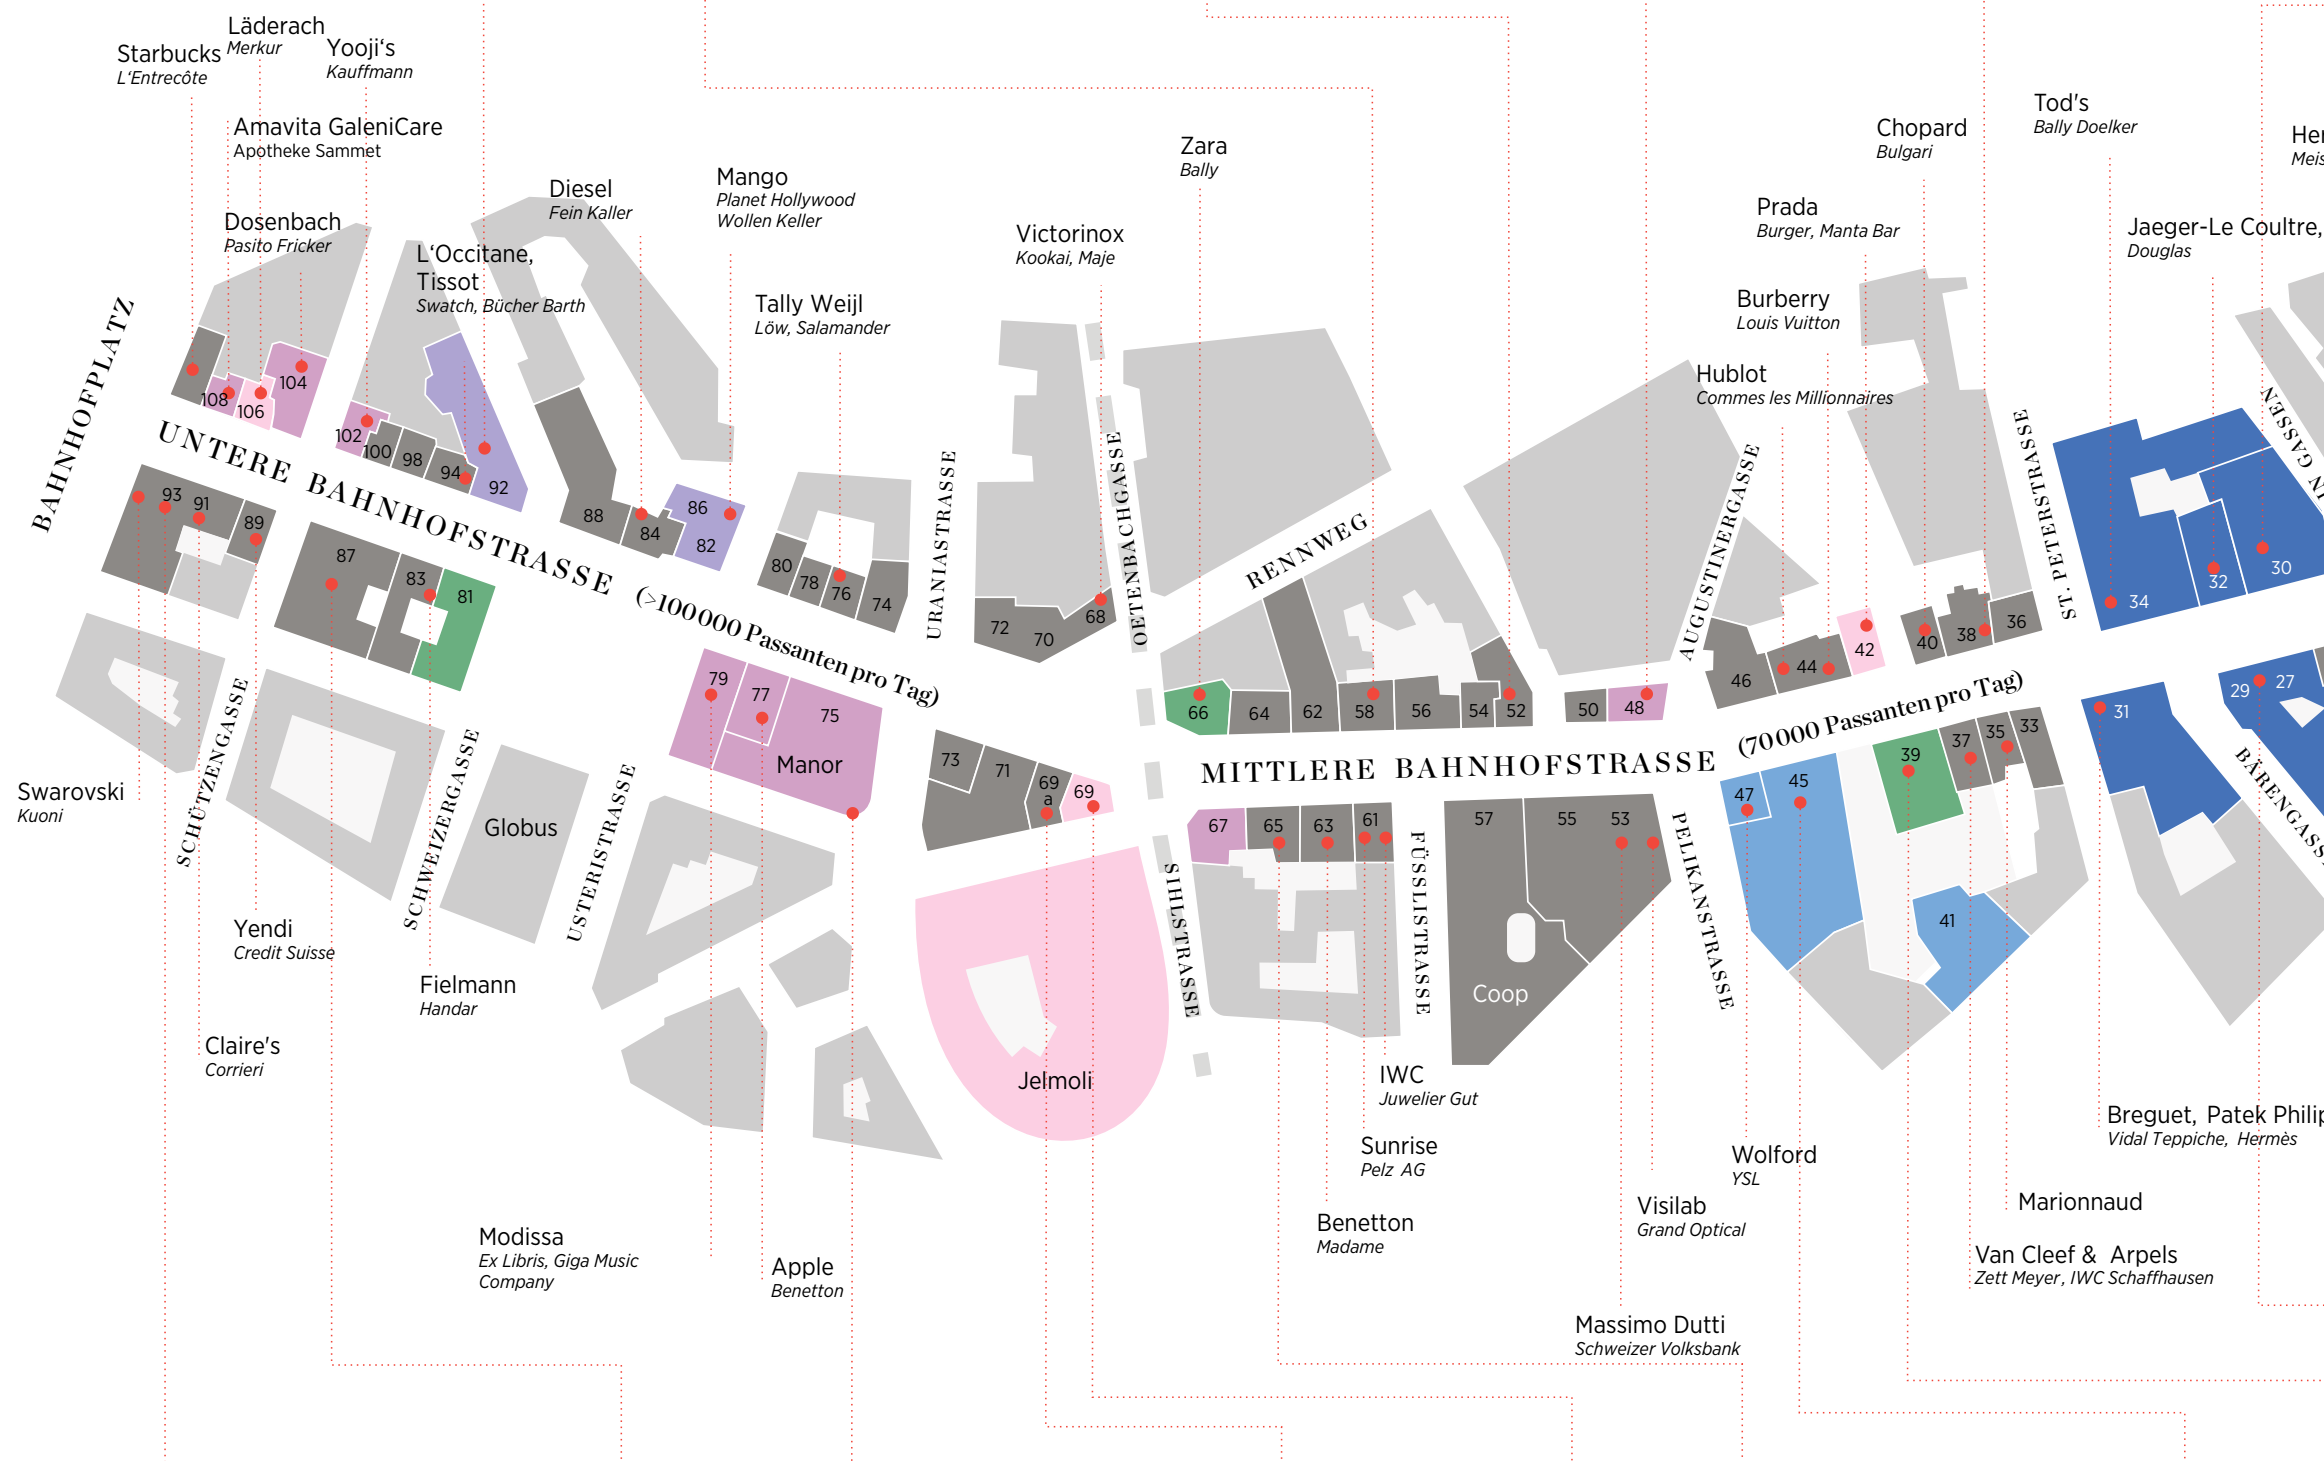 Läderach
Merkur
Starbucks
L'Entrecôte
Yooji's
Kauffmann
Amavita GaleniCare
Apotheke Sammet
Dosenbach
Pasito Fricker
L'Occitane,
Tissot
Swatch, Bücher Barth
Diesel
Fein Kaller
Mango
Planet Hollywood
Wollen Keller
Tally Weijl
Löw, Salamander
Victorinox
Kookai, Maje
Zara
Bally
Hublot
Commes les Millionnaires
Burberry
Louis Vuitton
Prada
Burger, Manta Bar
Chopard
Bulgari
Tod's
Bally Doelker
Jaeger-Le Coultre,
Douglas
BAHNHOFPLATZ
UNTERE BAHNHOFSTRASSE (>100 000 Passanten pro Tag)
MITTLERE BAHNHOFSTRASSE (70 000 Passanten pro Tag)
108
106
104
102
100
98
94
92
88
84
86
82
80
78
76
74
72
70
68
66
64
62
58
56
54
52
50
48
46
44
42
40
38
36
34
32
30
URANIASTRASSE
OETENBACHGASSE
RENNWEG
AUGUSTINERGASSE
ST. PETERSTRASSE
93
91
89
87
83
81
79
77
75
Manor
73
71
69
a
69
67
65
63
61
57
55
53
47
45
39
41
37
35
33
31
29
27
Globus
Jelmoli
Coop
SCHÜTZENGASSE
SCHWEIZERGASSE
USTERISTRASSE
SIHLSTRASSE
FÜSSLISTRASSE
PELIKANSTRASSE
Swarovski
Kuoni
Yendi
Credit Suisse
Claire's
Corrieri
Fielmann
Handar
Modissa
Ex Libris, Giga Music
Company
Apple
Benetton
IWC
Juwelier Gut
Sunrise
Pelz AG
Benetton
Madame
Massimo Dutti
Schweizer Volksbank
Visilab
Grand Optical
Wolford
YSL
Marionnaud
Van Cleef & Arpels
Zett Meyer, IWC Schaffhausen
Breguet, Patek
Vidal Teppiche, Hermès